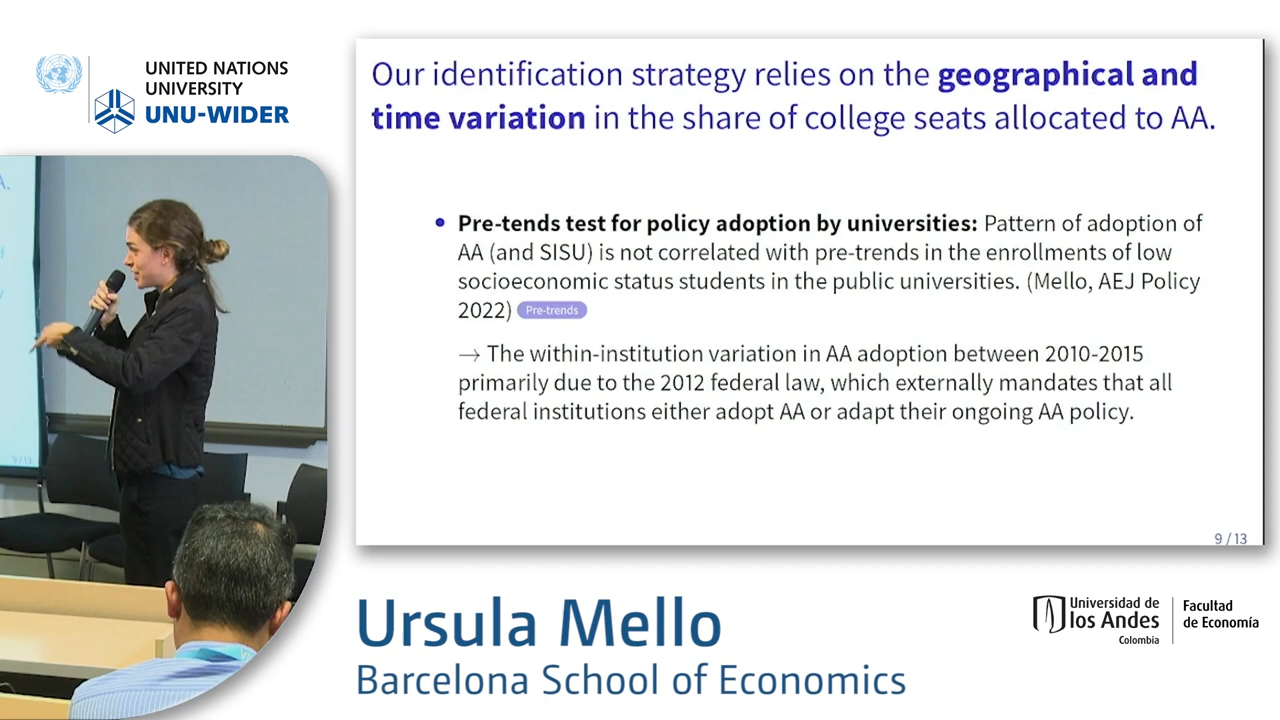 UNITED NATIONS
UNIVERSITY
UNU-WIDER
Our identification strategy relies on the geographical and
time variation in the share of college seats allocated to AA.
• Pre-tends test for policy adoption by universities: Pattern of adoption of
AA (and SISU) is not correlated with pre-trends in the enrollments of low
socioeconomic status students in the public universities. (Mello, AEJ Policy
2022) Pre-trends
→ The within-institution variation in AA adoption between 2010-2015
primarily due to the 2012 federal law, which externally mandates that all
federal institutions either adopt AA or adapt their ongoing AA policy.
9 / 13
A.
9/13
Ursula Mello
Barcelona School of Economics
Universidad de
los Andes
Colombia
Facultad
de Economía